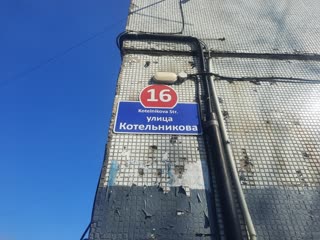 16
Kotelnikova Str.
улица
Котельникова